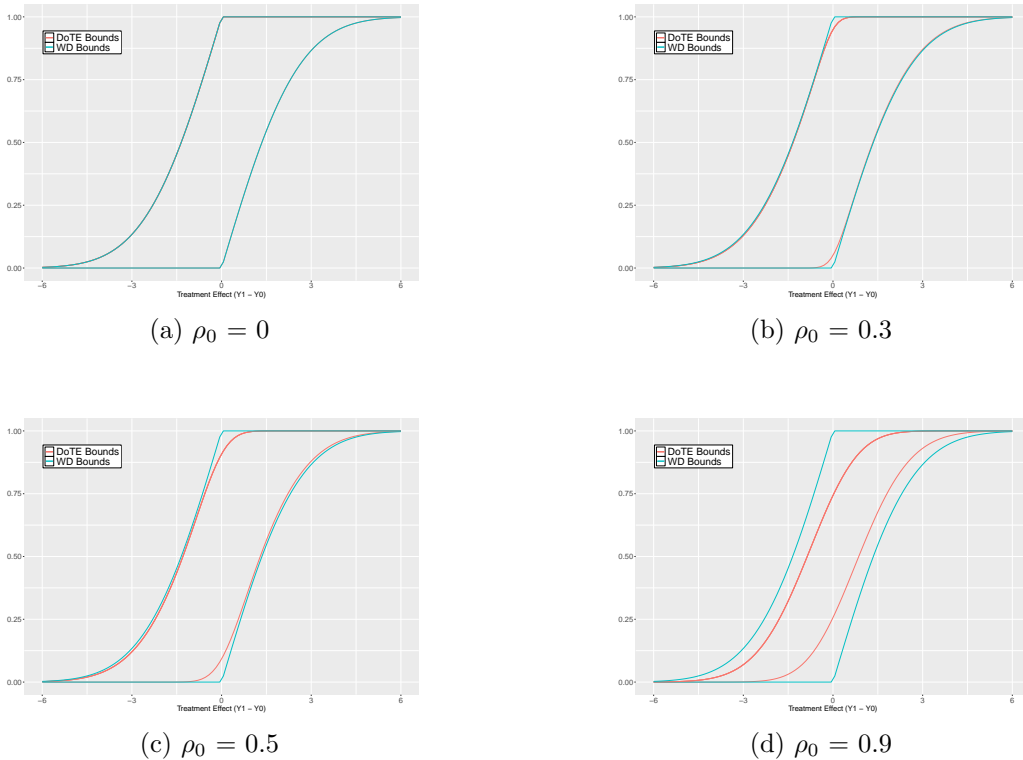 1.00
0.75
0.50
0.25
0.00
DoTE Bounds
WD Bounds
−6
−3
0
3
6
Treatment Effect (Y1 − Y0)
(a) ρ₀ = 0
1.00
0.75
0.50
0.25
0.00
DoTE Bounds
WD Bounds
−6
−3
0
3
6
Treatment Effect (Y1 − Y0)
(b) ρ₀ = 0.3
1.00
0.75
0.50
0.25
0.00
DoTE Bounds
WD Bounds
−6
−3
0
3
6
Treatment Effect (Y1 − Y0)
(c) ρ₀ = 0.5
1.00
0.75
0.50
0.25
0.00
DoTE Bounds
WD Bounds
−6
−3
0
3
6
Treatment Effect (Y1 − Y0)
(d) ρ₀ = 0.9